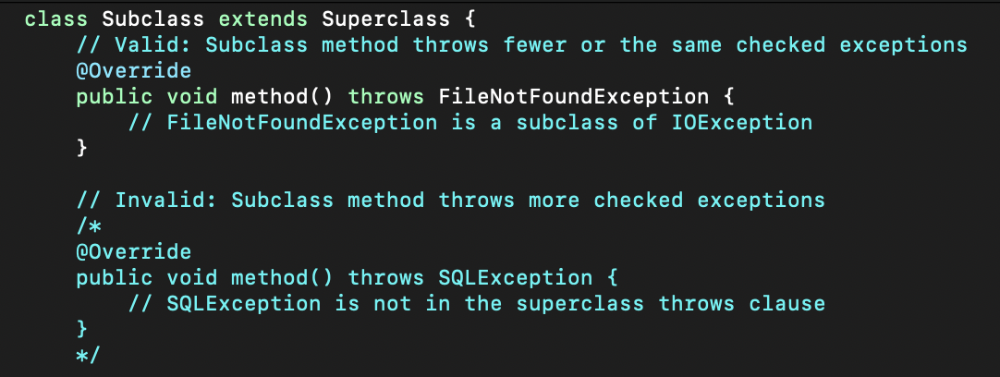 class Subclass extends Superclass {
    // Valid: Subclass method throws fewer or the same checked exceptions
    @Override
    public void method() throws FileNotFoundException {
        // FileNotFoundException is a subclass of IOException
    }

    // Invalid: Subclass method throws more checked exceptions
    /*
    @Override
    public void method() throws SQLException {
        // SQLException is not in the superclass throws clause
    }
    */